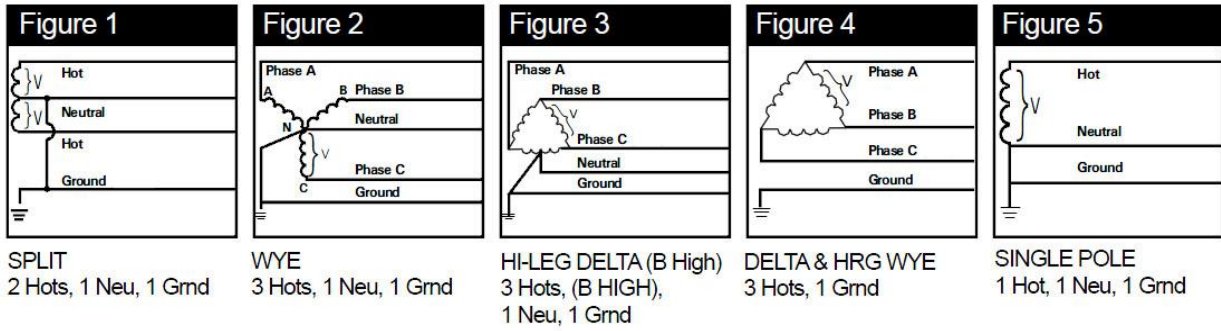 Figure 1
V
Hot
V
Neutral
Hot
Ground
SPLIT
2 Hots, 1 Neu, 1 Grnd
Figure 2
Phase A
A
B Phase B
N
Neutral
V
Phase C
C
Ground
WYE
3 Hots, 1 Neu, 1 Grnd
Figure 3
Phase A
Phase B
V
Phase C
Neutral
Ground
HI-LEG DELTA (B High)
3 Hots, (B HIGH),
1 Neu, 1 Grnd
Figure 4
Phase A
V
Phase B
Phase C
Ground
DELTA & HRG WYE
3 Hots, 1 Grnd
Figure 5
Hot
V
Neutral
Ground
SINGLE POLE
1 Hot, 1 Neu, 1 Grnd